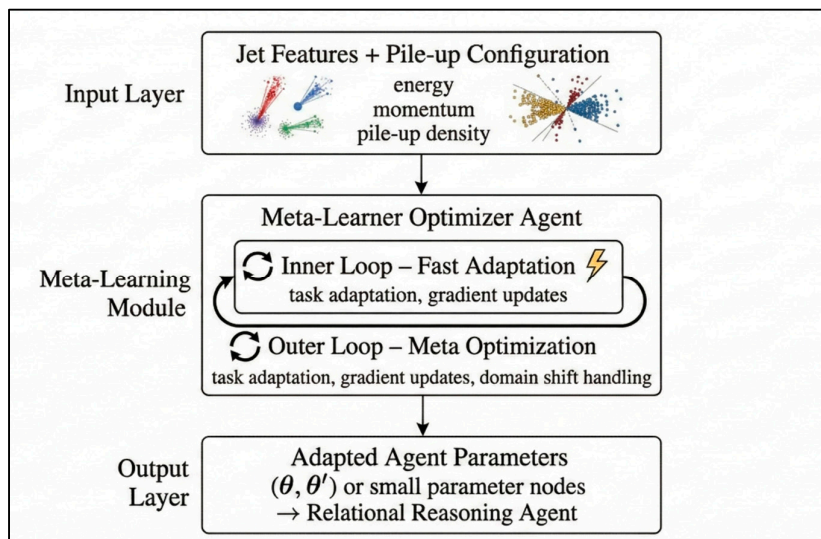 Input Layer
Jet Features + Pile-up Configuration
energy
momentum
pile-up density
Meta-Learning
Module
Meta-Learner Optimizer Agent
Inner Loop – Fast Adaptation
task adaptation, gradient updates
Outer Loop – Meta Optimization
task adaptation, gradient updates, domain shift handling
Output
Layer
Adapted Agent Parameters
(θ, θ′) or small parameter nodes
→ Relational Reasoning Agent